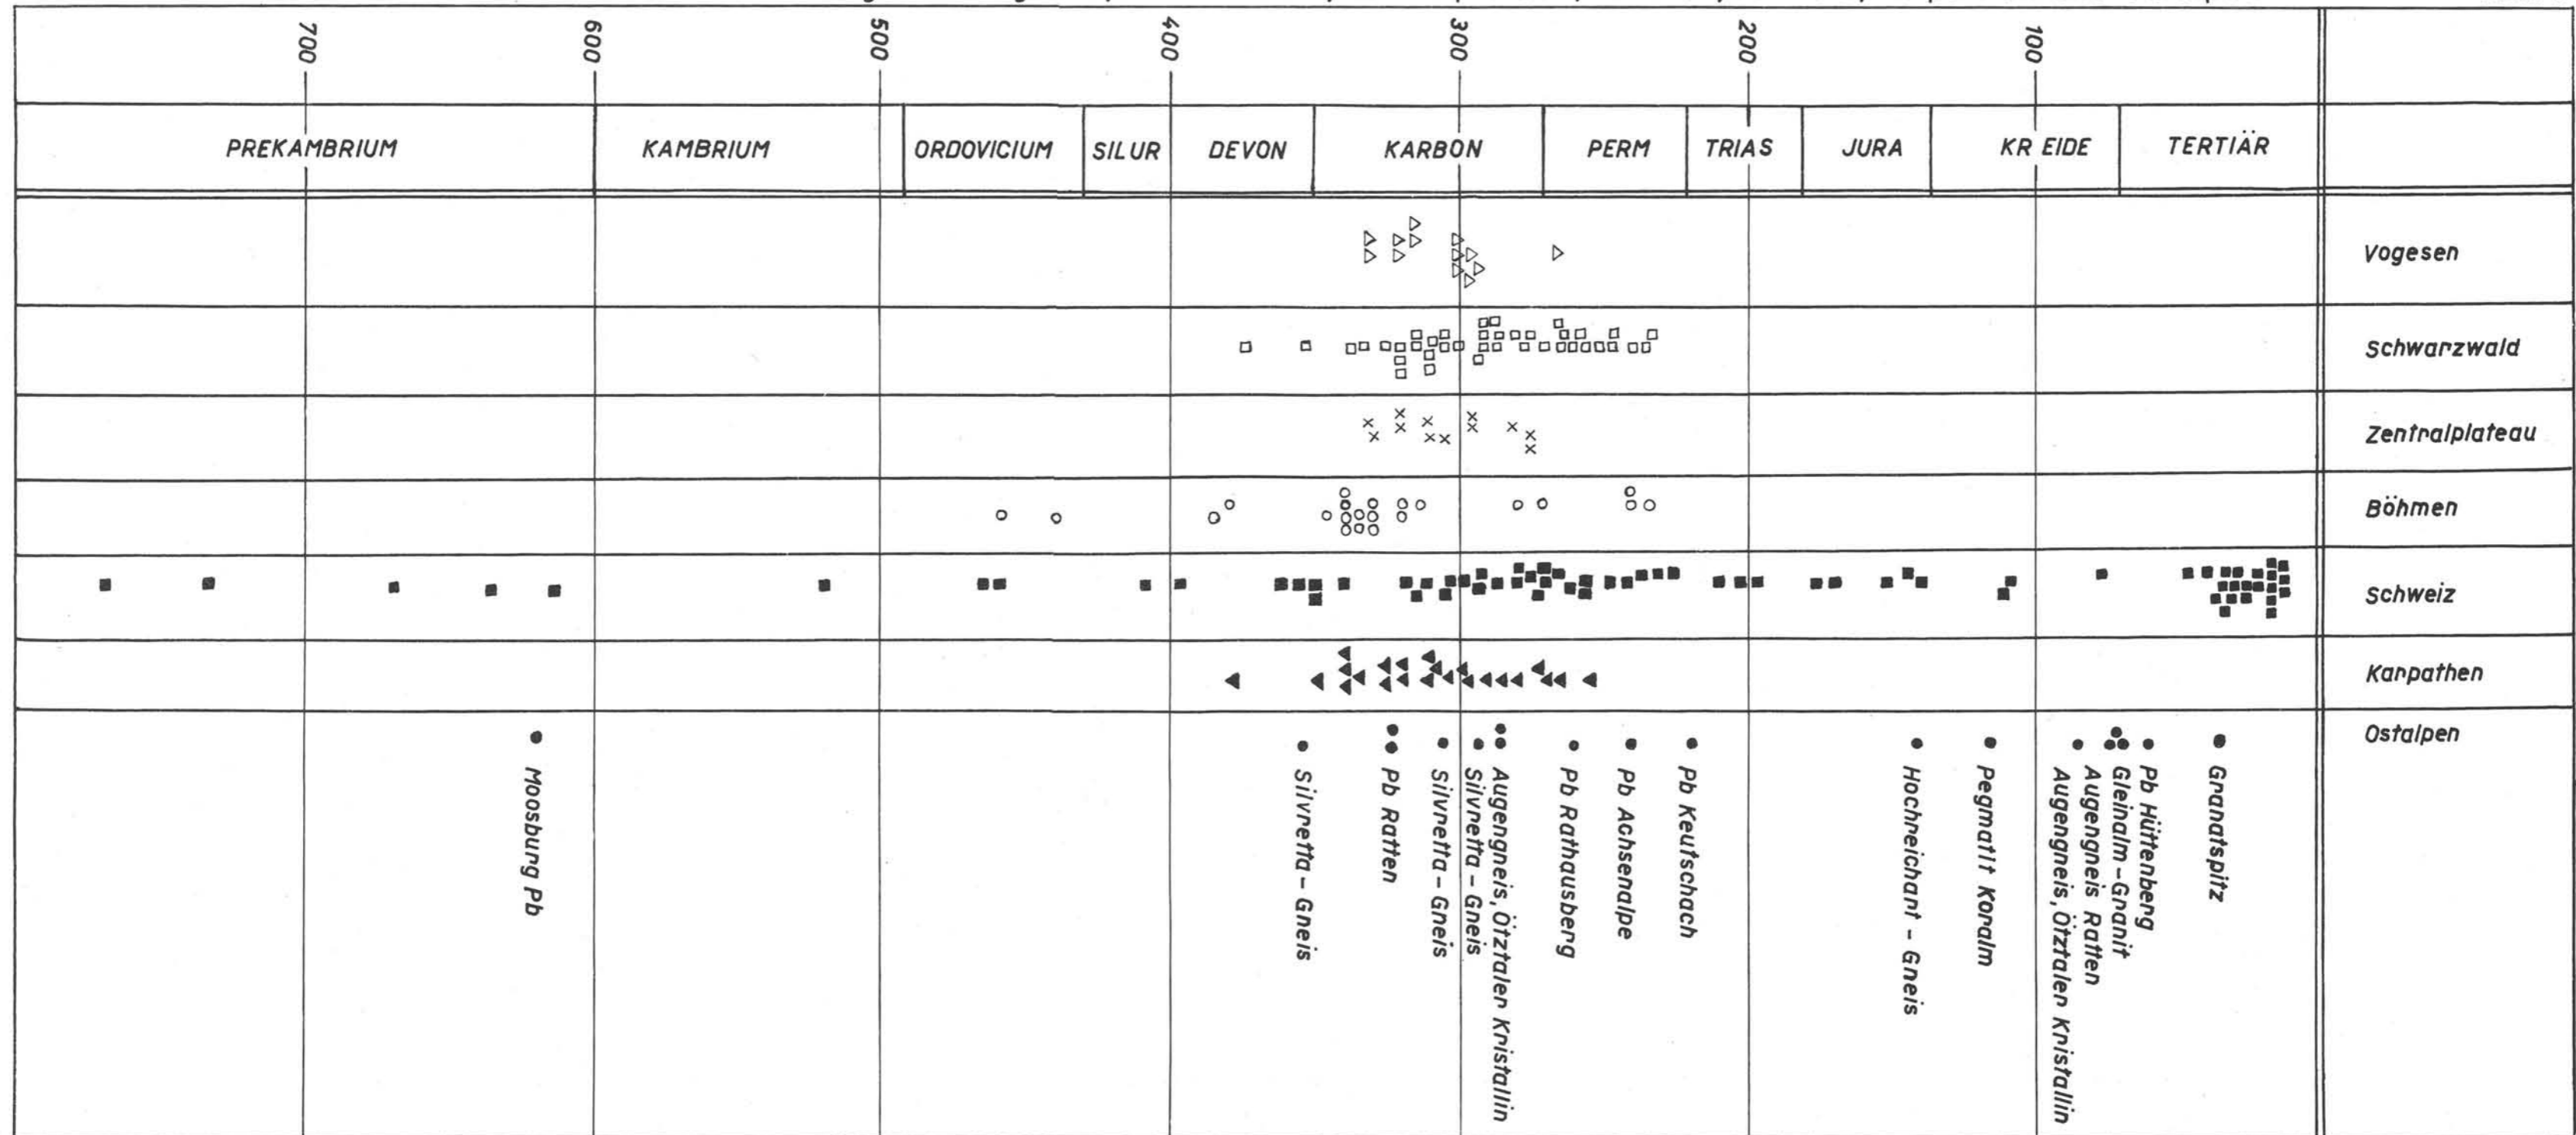 700 600 500 400 300 200 100
PREKAMBRIUM KAMBRIUM ORDOVICIUM SILUR DEVON KARBON PERM TRIAS JURA KREIDE TERTIÄR
Vogesen
Schwarzwald
Zentralplateau
Böhmen
Schweiz
Karpathen
Ostalpen
Moosburg Pb
Silvretta-Gneis
Pb Ratten
Silvretta-Gneis
Silvretta-Gneis
Augengneis, Ötztaler Kristallin
Pb Rathausberg
Pb Achsenalpe
Pb Keutschach
Hochreichart-Gneis
Pegmatit Koralm
Augengneis, Ötztaler Kristallin
Augengneis Ratten
Gleinalm-Granit
Pb Hüttenberg
Granatspitz